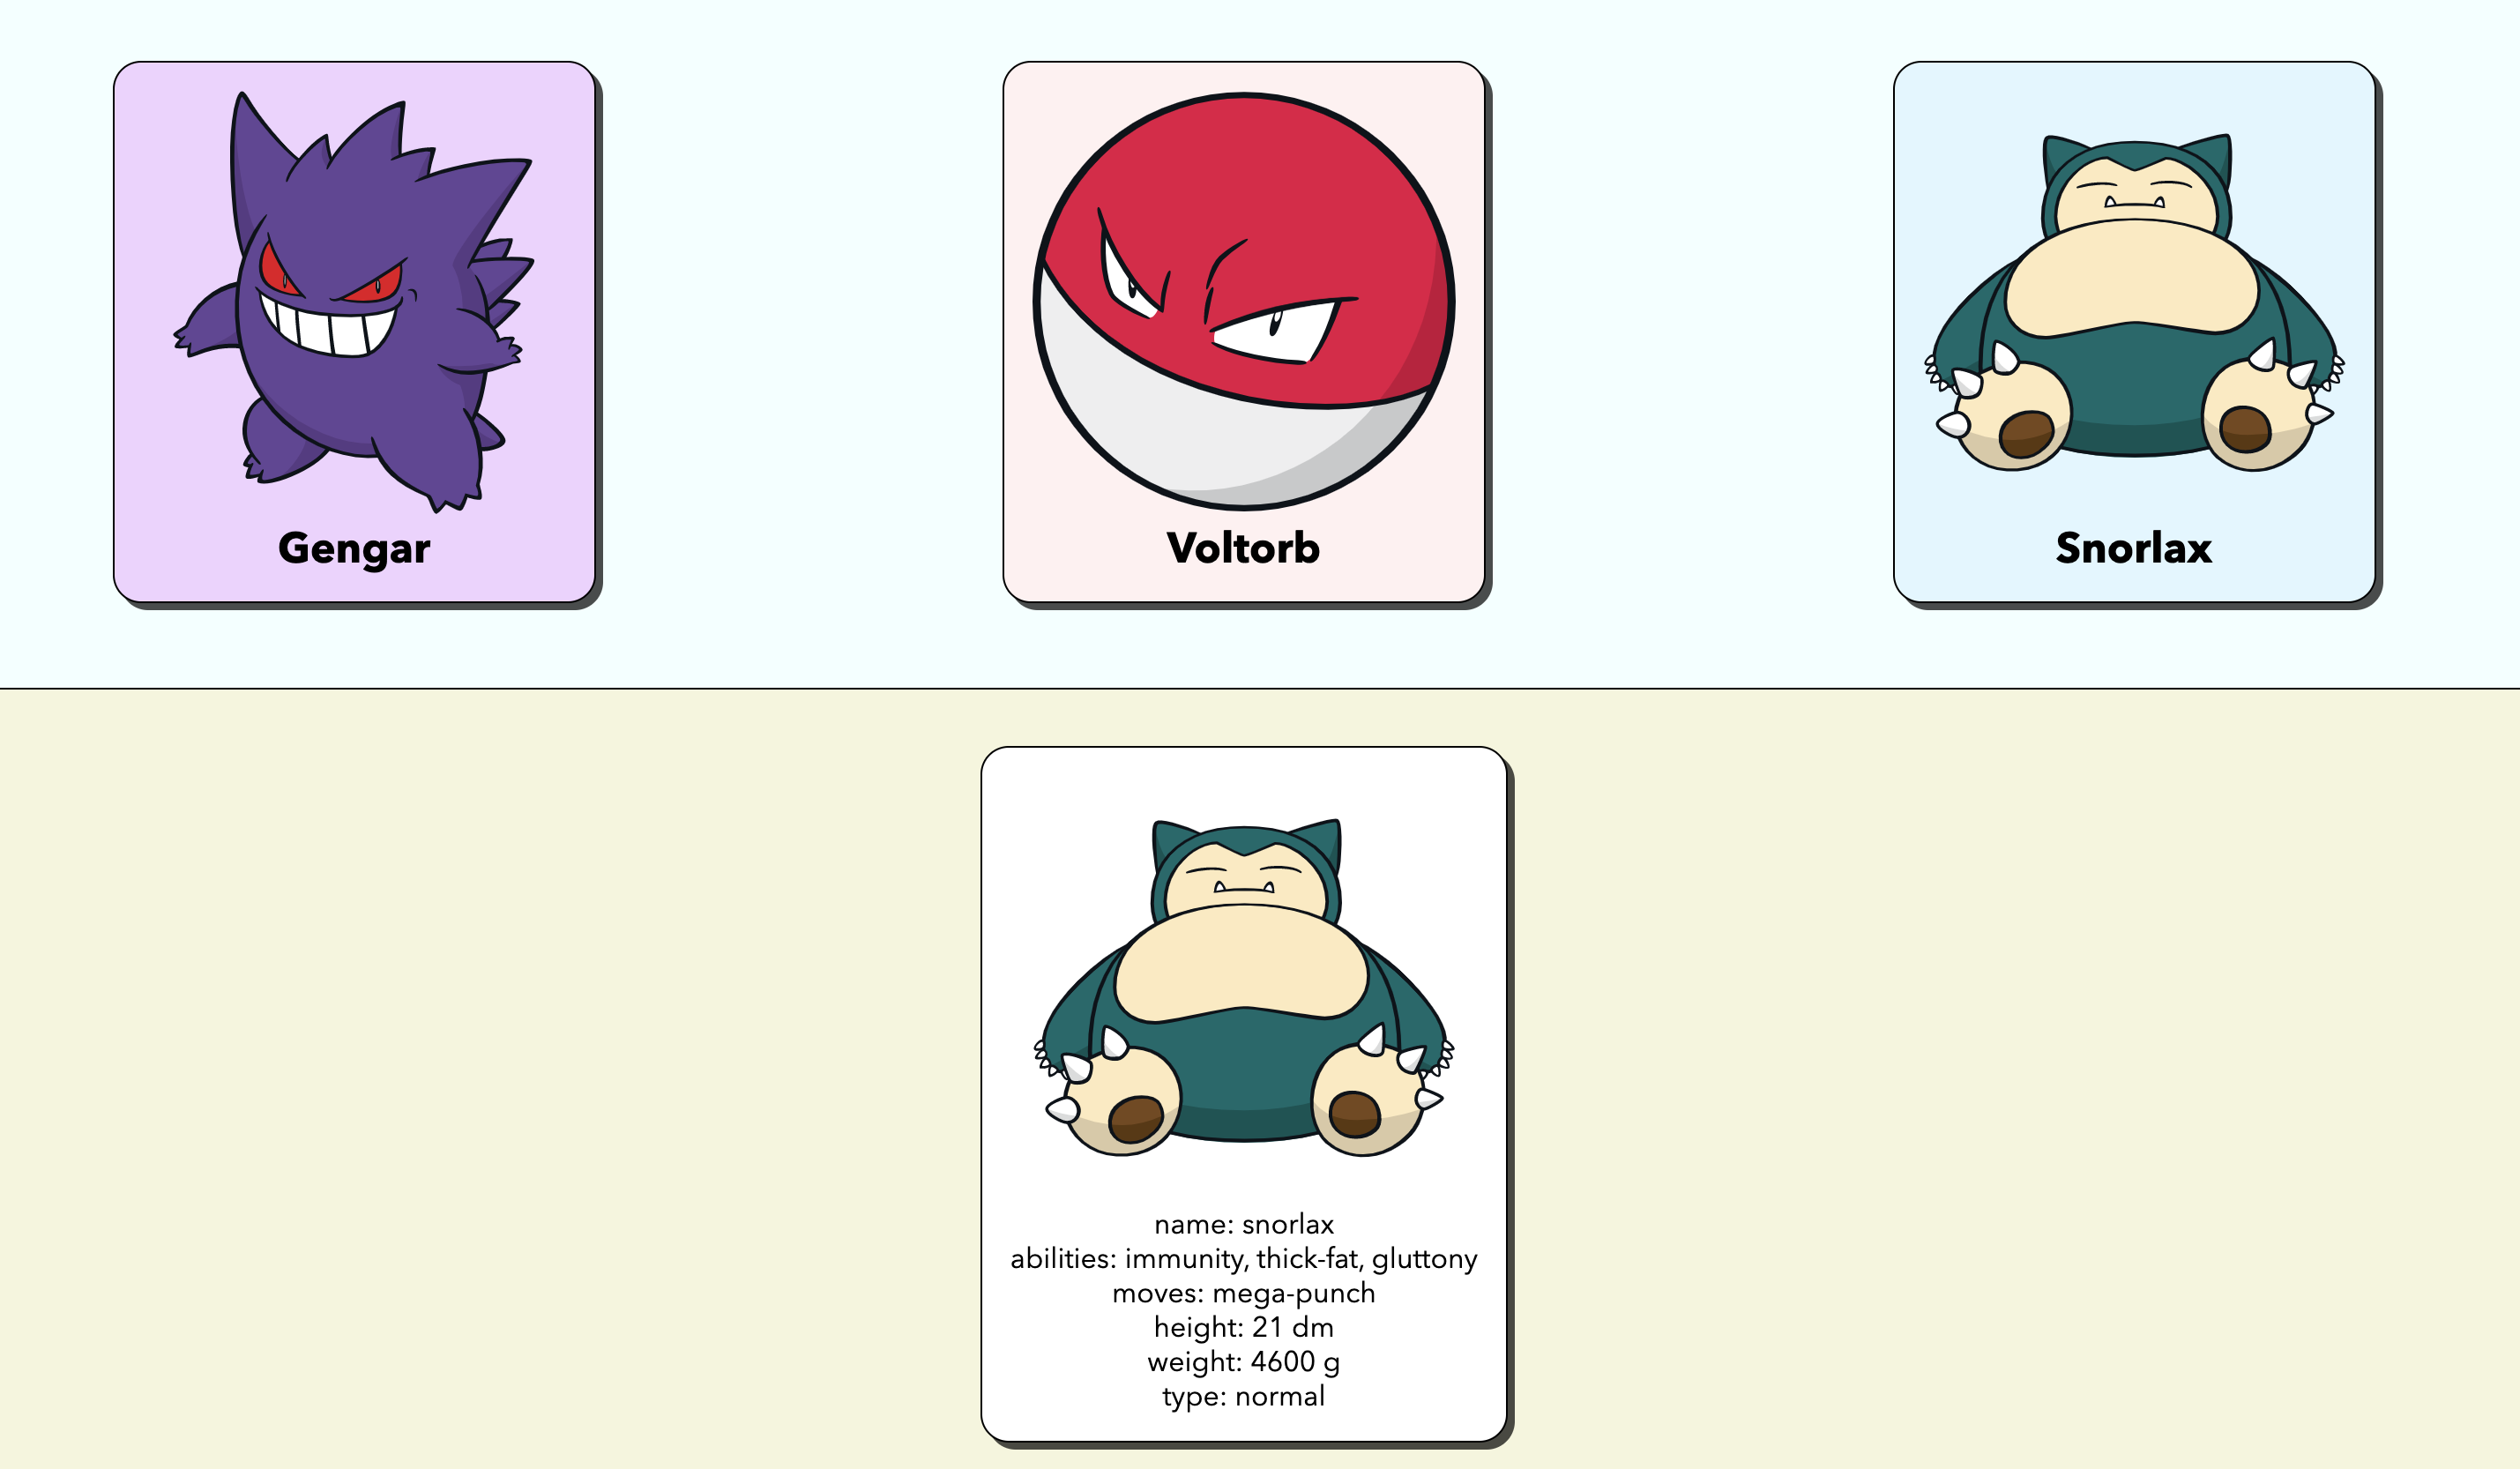 Gengar
Voltorb
Snorlax
name: snorlax
abilities: immunity, thick-fat, gluttony
moves: mega-punch
height: 21 dm
weight: 4600 g
type: normal